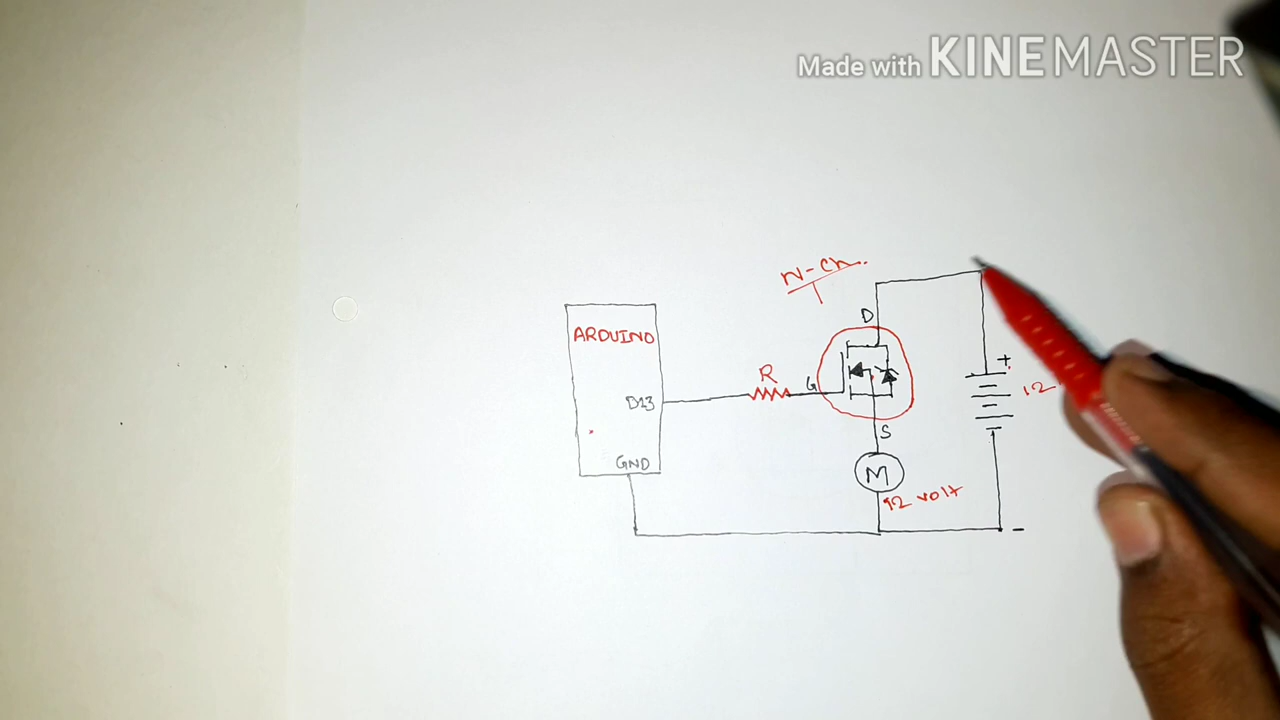 Made with KINEMASTER
N-Ch.
D
ARDUINO
+
R
G
12
D13
S
GND
M
12 volt
-